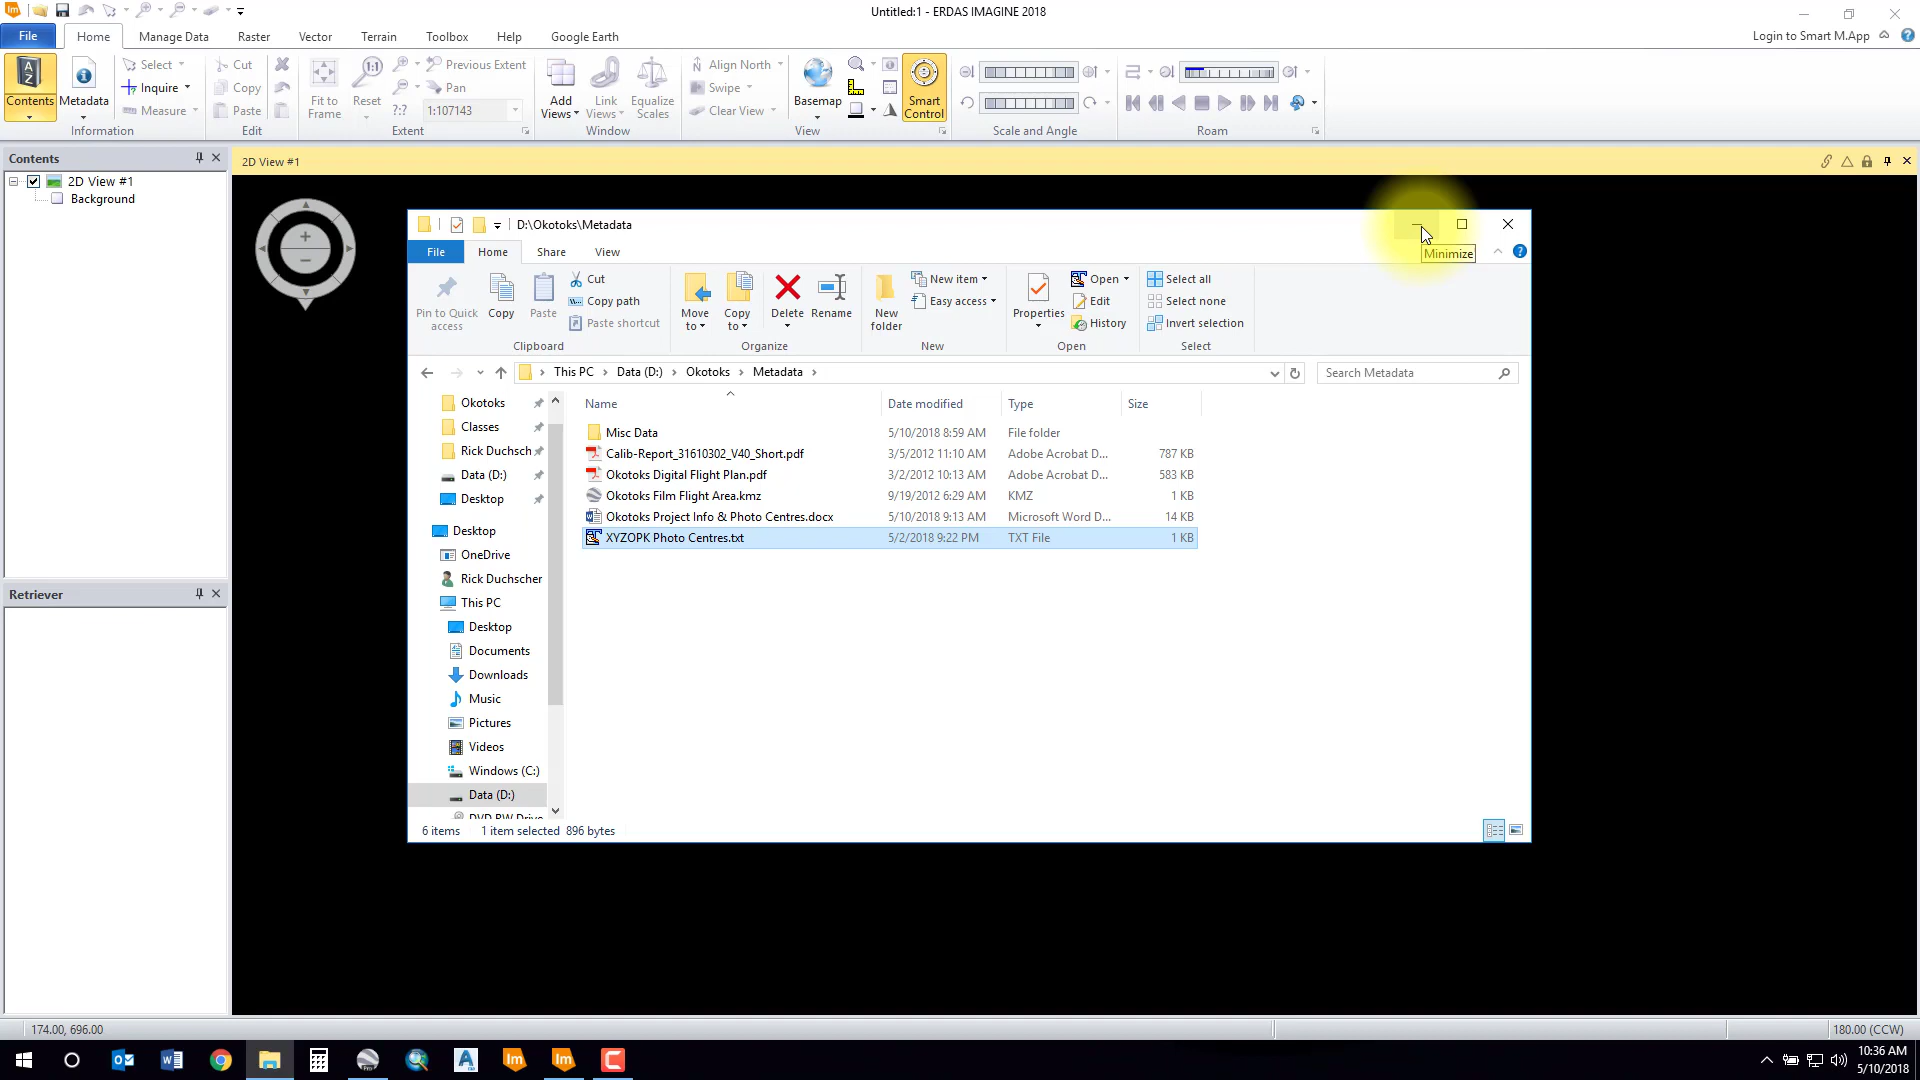 Untitled:1 - ERDAS IMAGINE 2018
File Home Manage Data Raster Vector Terrain Toolbox Help Google Earth Login to Smart M.App
Contents Metadata Select Inquire Measure Cut Copy Paste Fit to Frame Reset Previous Extent Pan ?:? 1:107143 Add Views Link Views Equalize Scales Align North Swipe Clear View Basemap Smart Control
Information Edit Extent Window View Scale and Angle Roam
Contents
2D View #1
Background
2D View #1
D:\Okotoks\Metadata
Minimize
File Home Share View
Pin to Quick access Copy Paste Cut Copy path Paste shortcut Move to Copy to Delete Rename New folder New item Easy access Properties Open Edit History Select all Select none Invert selection
Clipboard Organize New Open Select
This PC Data (D:) Okotoks Metadata Search Metadata
Name Date modified Type Size
Misc Data 5/10/2018 8:59 AM File folder
Calib-Report_31610302_V40_Short.pdf 3/5/2012 11:10 AM Adobe Acrobat D... 787 KB
Okotoks Digital Flight Plan.pdf 3/2/2012 10:13 AM Adobe Acrobat D... 583 KB
Okotoks Film Flight Area.kmz 9/19/2012 6:29 AM KMZ 1 KB
Okotoks Project Info & Photo Centres.docx 5/10/2018 9:13 AM Microsoft Word D... 14 KB
XYZOPK Photo Centres.txt 5/2/2018 9:22 PM TXT File 1 KB
Okotoks
Classes
Rick Duchsch
Data (D:)
Desktop
Desktop
OneDrive
Rick Duchscher
This PC
Desktop
Documents
Downloads
Music
Pictures
Videos
Windows (C:)
Data (D:)
DVD RW Drive
6 items 1 item selected 896 bytes
Retriever
174.00, 696.00
180.00 (CCW)
10:36 AM
5/10/2018